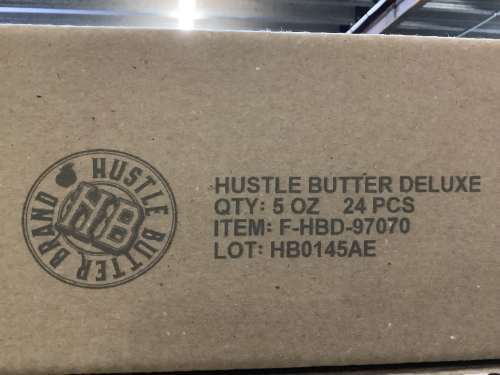 HUSTLE BUTTER BRAND
HB
HUSTLE BUTTER DELUXE
QTY: 5 OZ 24 PCS
ITEM: F-HBD-97070
LOT: HB0145AE